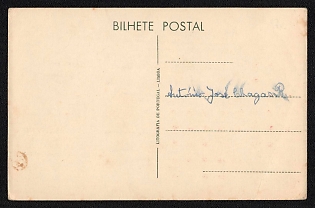 BILHETE POSTAL
LITOGRAFIA DE PORTUGAL — LISBOA
António José Chagas R